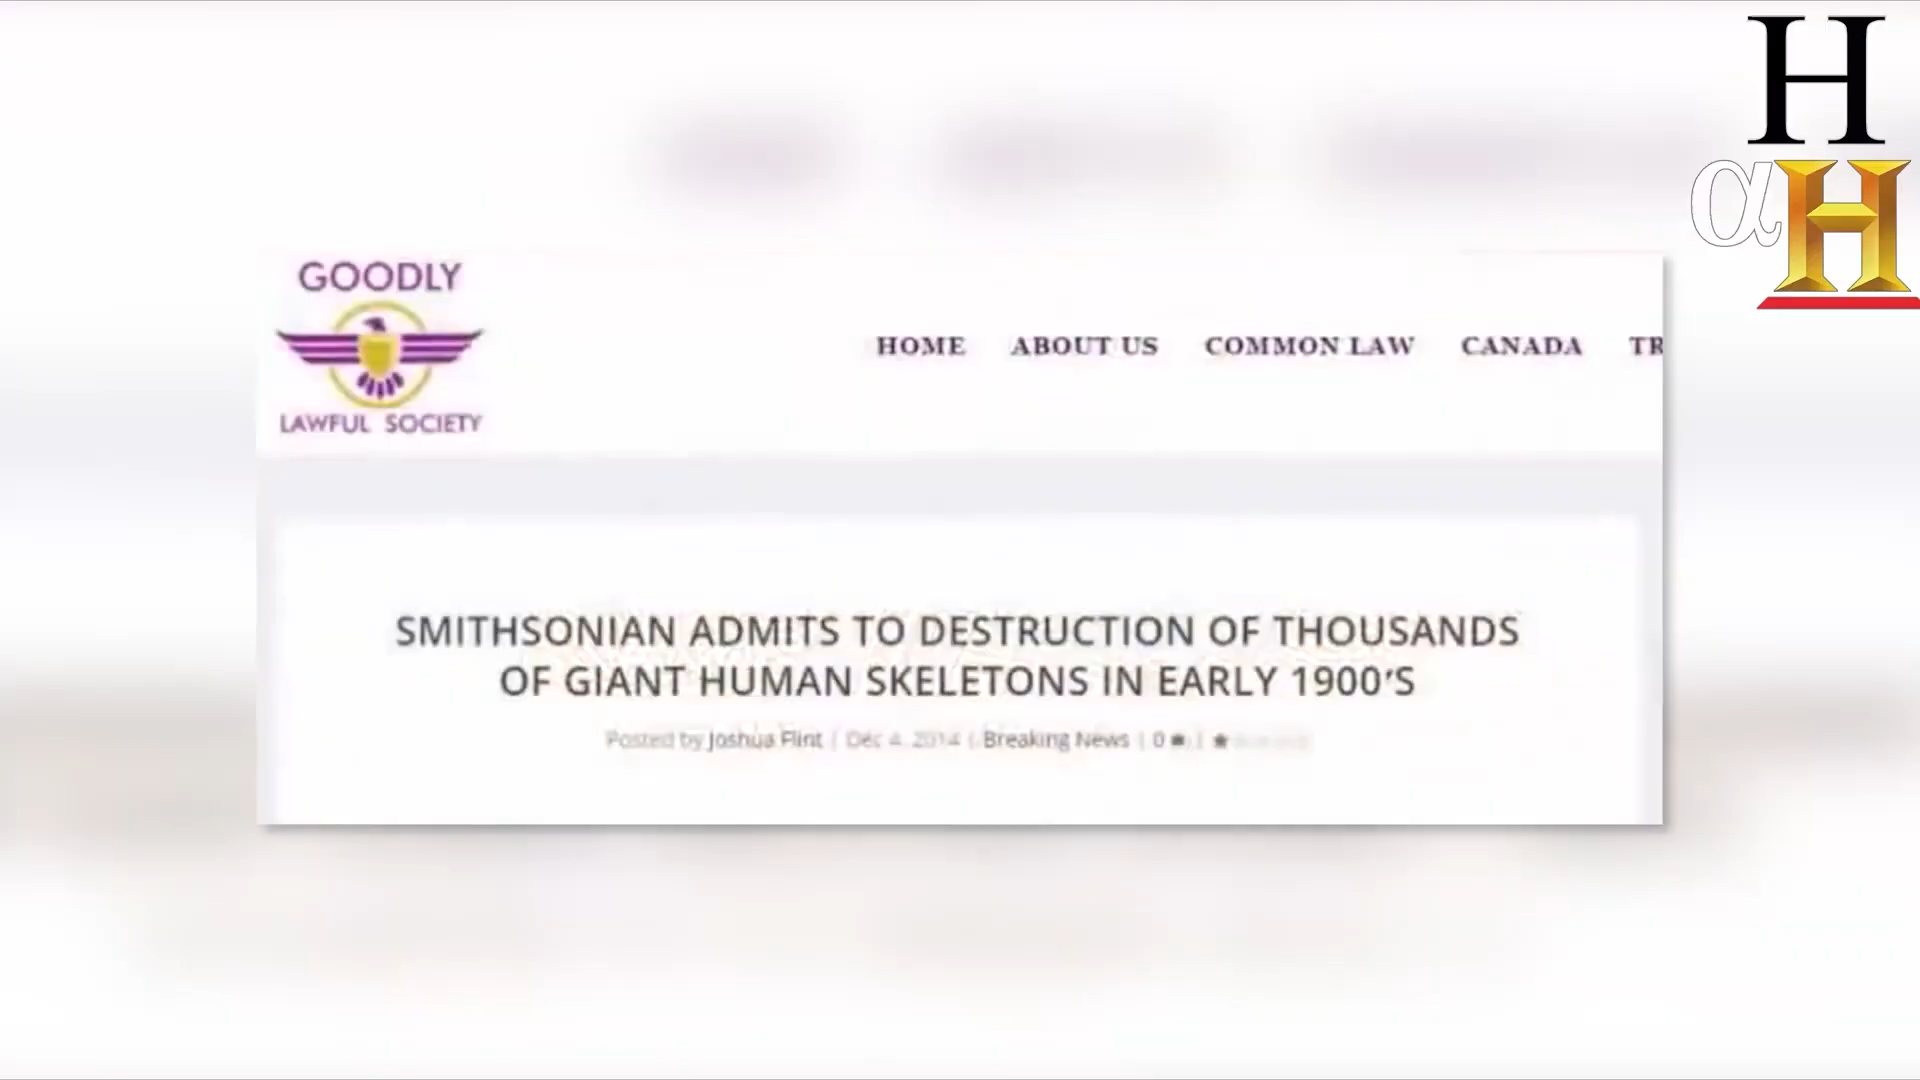 H
αH
GOODLY
LAWFUL SOCIETY
HOME ABOUT US COMMON LAW CANADA TR
SMITHSONIAN ADMITS TO DESTRUCTION OF THOUSANDS
OF GIANT HUMAN SKELETONS IN EARLY 1900’S
Posted by Joshua Flint | Dec 4, 2014 | Breaking News | 0 |